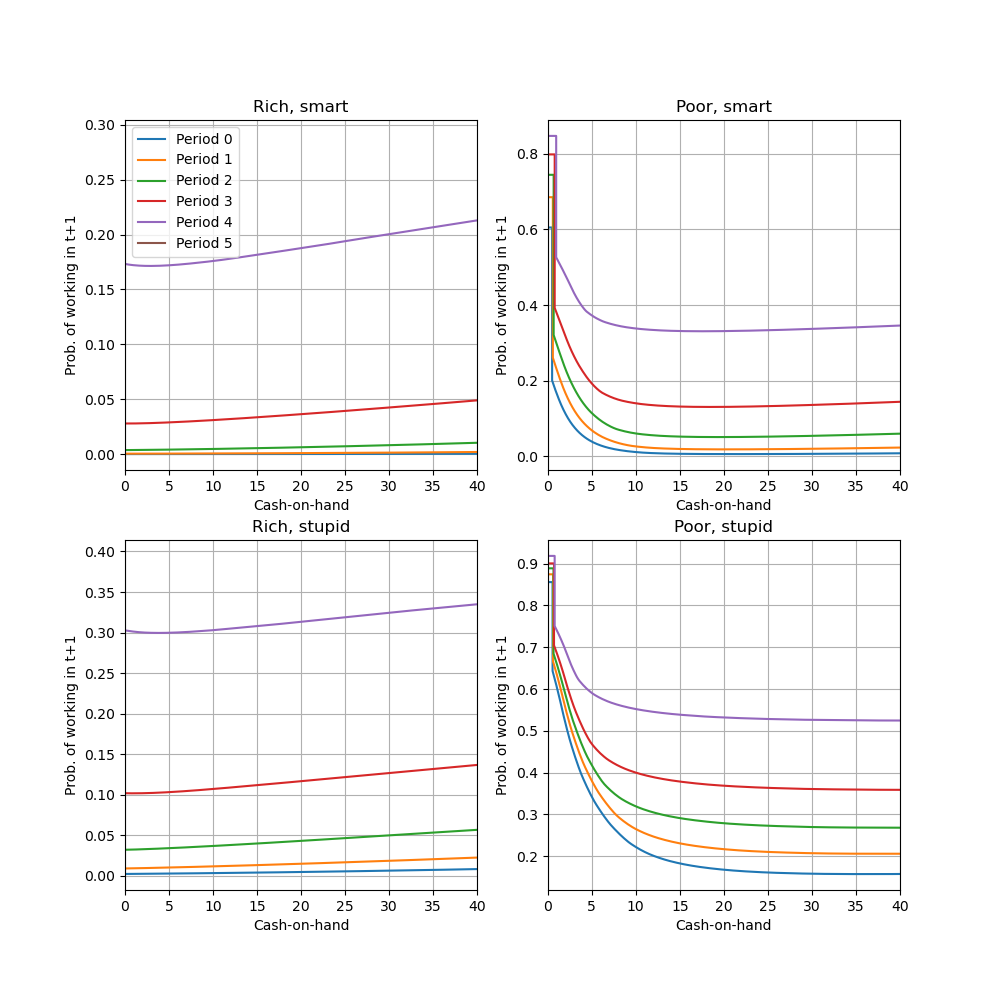 Rich, smart
Prob. of working in t+1
0.30
0.25
0.20
0.15
0.10
0.05
0.00
Period 0
Period 1
Period 2
Period 3
Period 4
Period 5
0 5 10 15 20 25 30 35 40
Cash-on-hand
Poor, smart
Prob. of working in t+1
0.8
0.6
0.4
0.2
0.0
0 5 10 15 20 25 30 35 40
Cash-on-hand
Rich, stupid
Prob. of working in t+1
0.40
0.35
0.30
0.25
0.20
0.15
0.10
0.05
0.00
0 5 10 15 20 25 30 35 40
Cash-on-hand
Poor, stupid
Prob. of working in t+1
0.9
0.8
0.7
0.6
0.5
0.4
0.3
0.2
0 5 10 15 20 25 30 35 40
Cash-on-hand